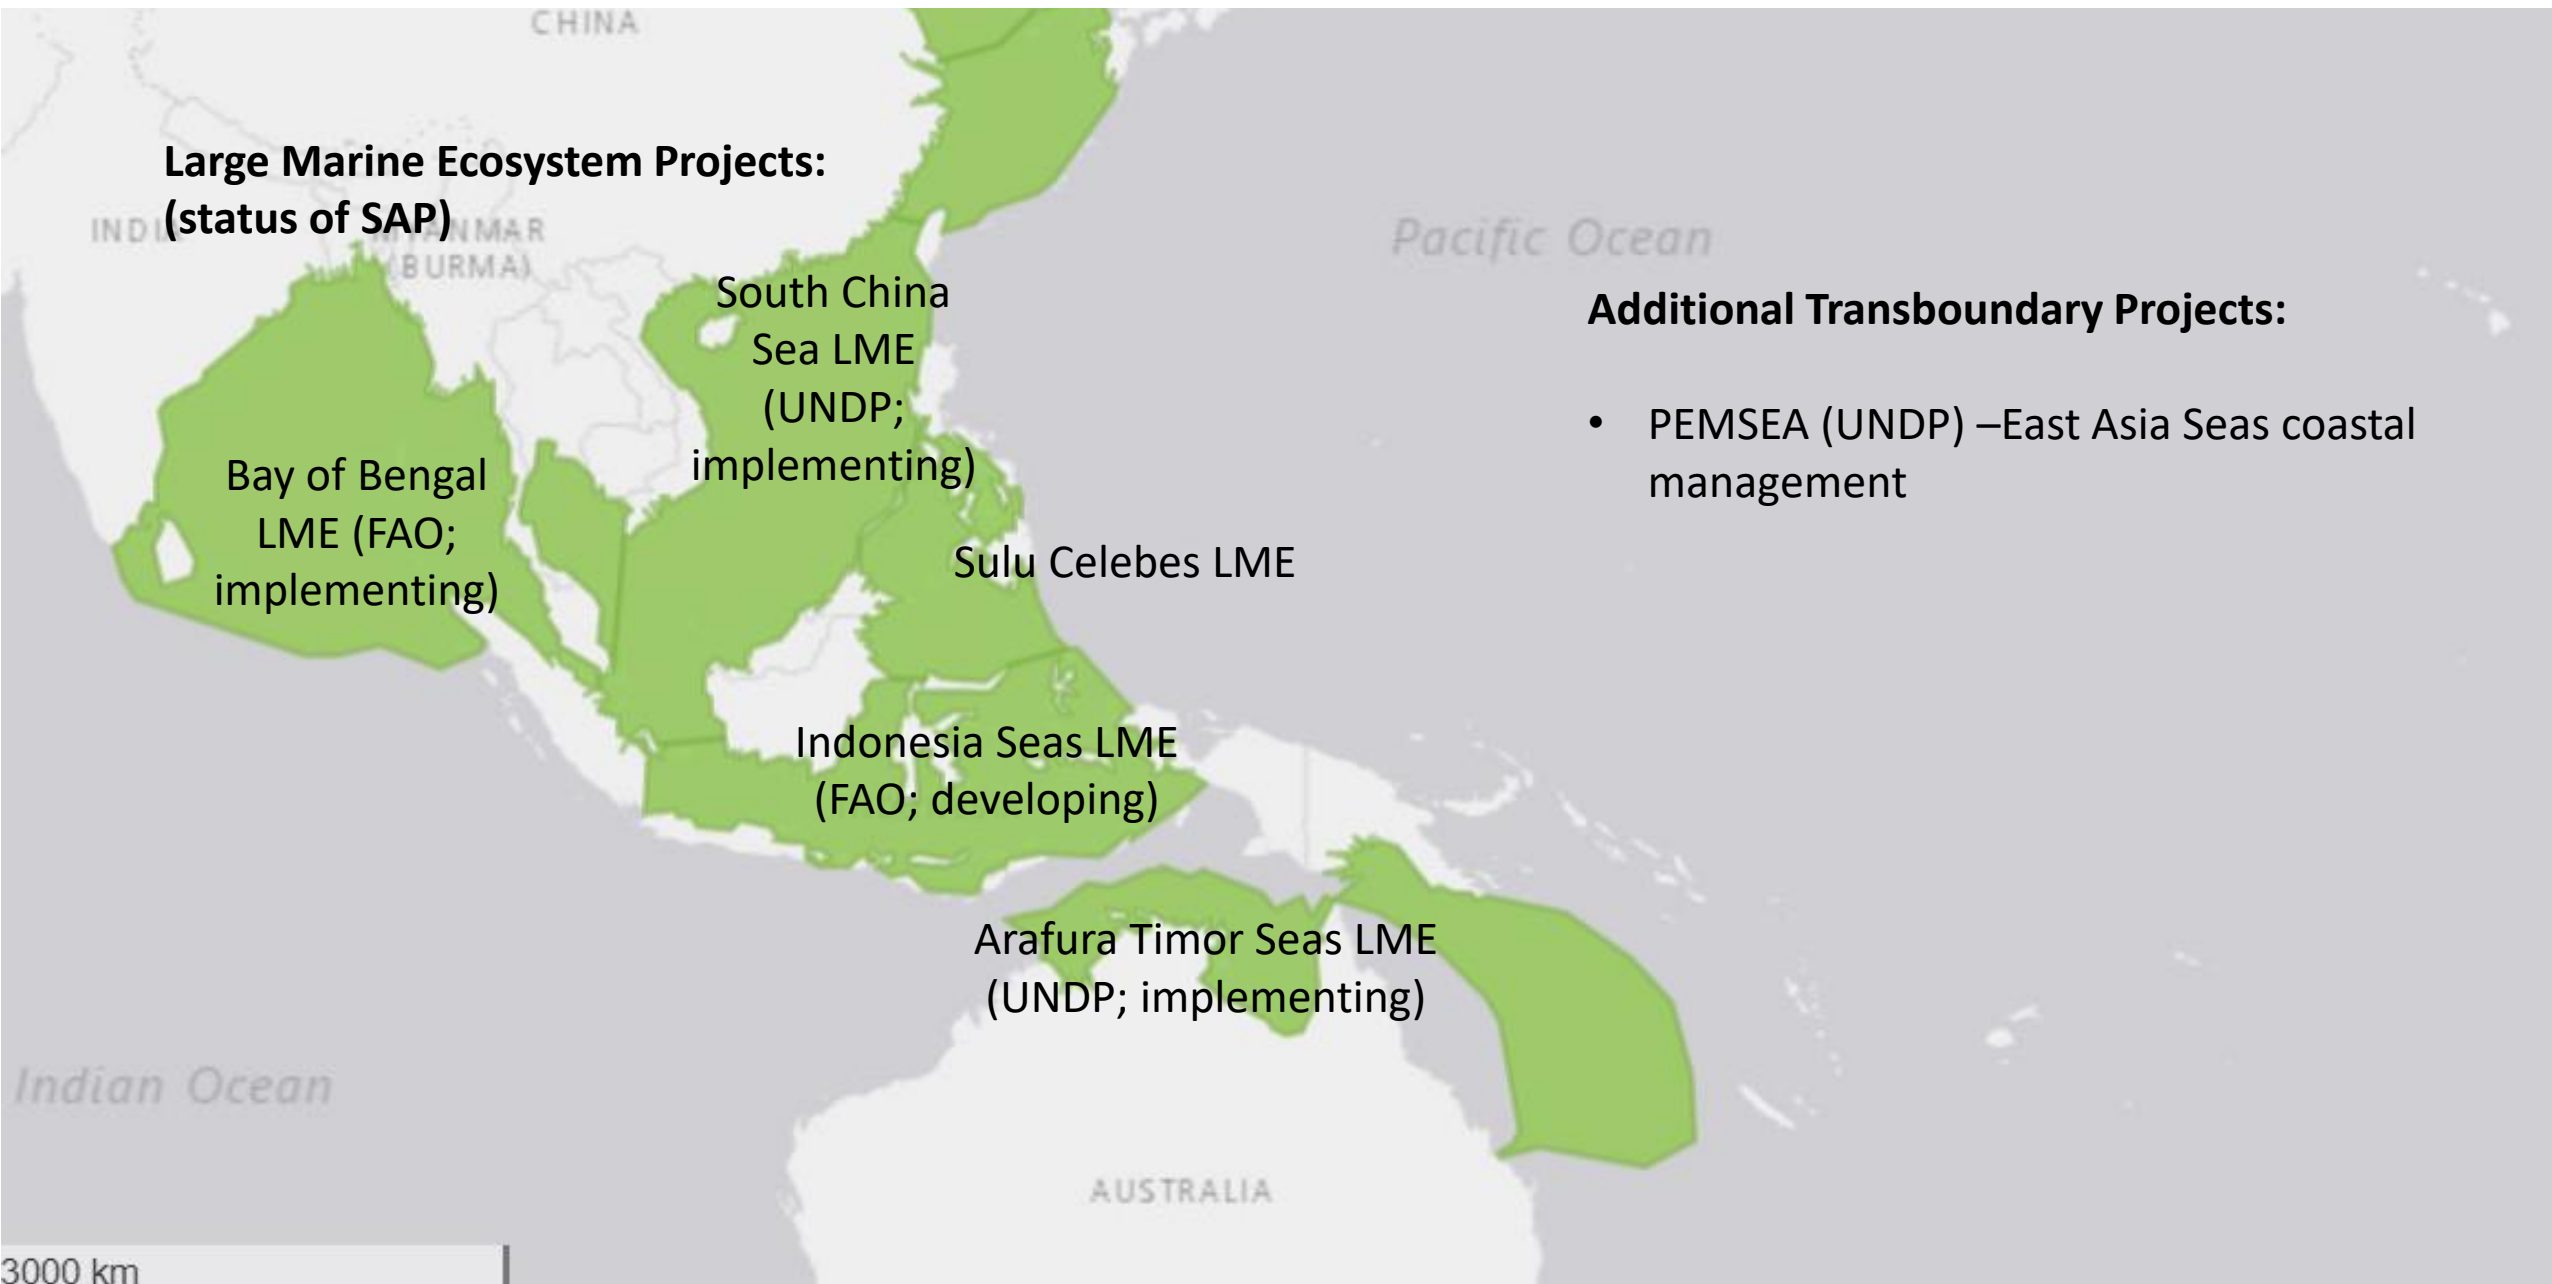 CHINA
Large Marine Ecosystem Projects:
(status of SAP)
INDIA
MYANMAR
(BURMA)
Pacific Ocean
South China
Sea LME
(UNDP;
implementing)
Additional Transboundary Projects:
• PEMSEA (UNDP) –East Asia Seas coastal
management
Bay of Bengal
LME (FAO;
implementing)
Sulu Celebes LME
Indonesia Seas LME
(FAO; developing)
Arafura Timor Seas LME
(UNDP; implementing)
Indian Ocean
AUSTRALIA
3000 km